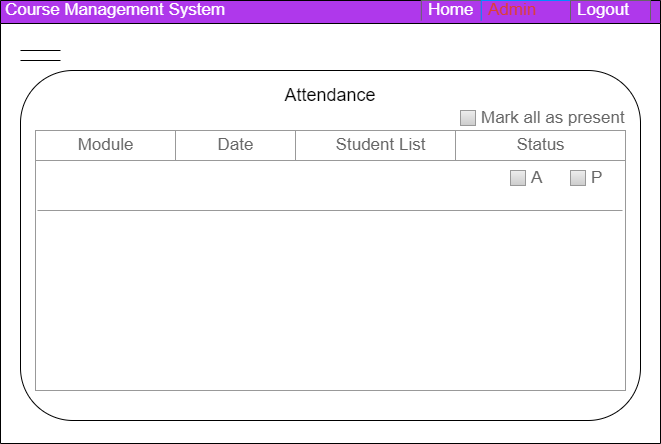 Course Management System Home Admin Logout
Attendance
Mark all as present
Module Date Student List Status
A P